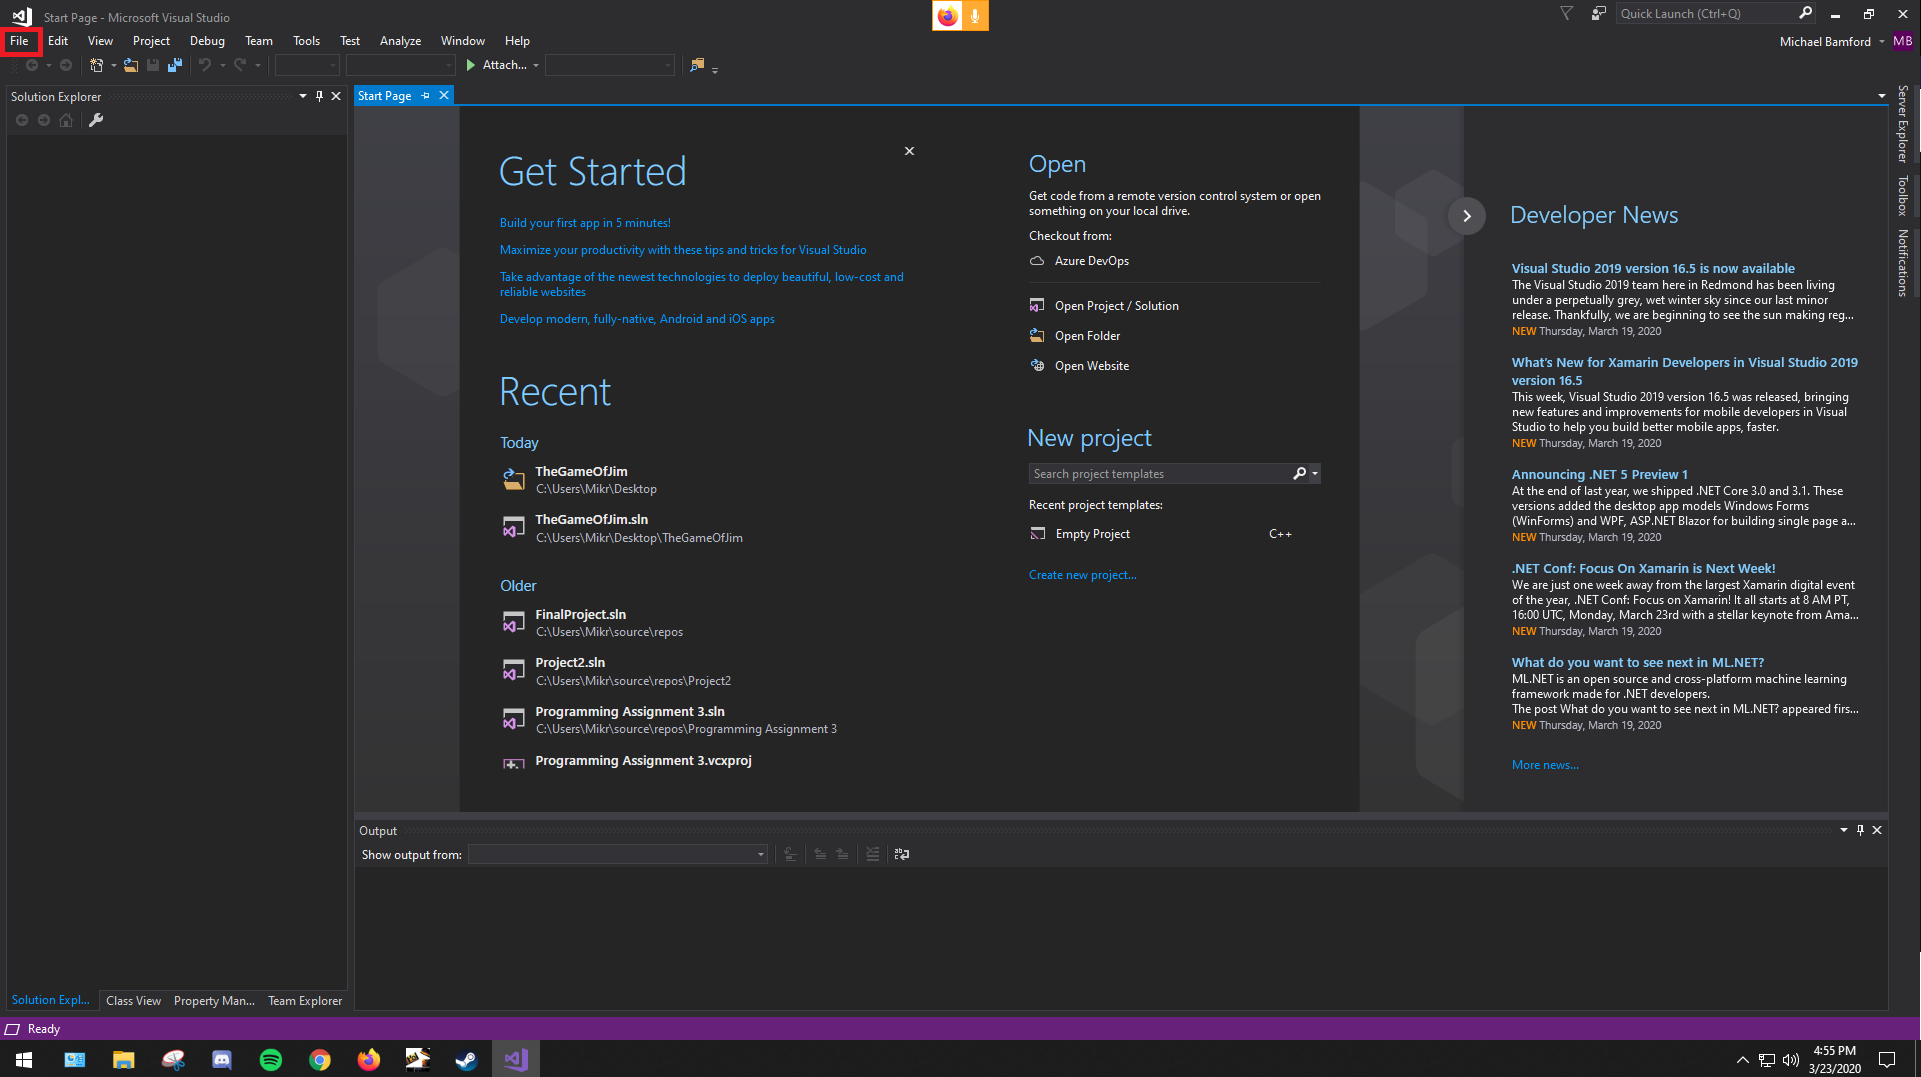 Start Page - Microsoft Visual Studio
Quick Launch (Ctrl+Q)
File Edit View Project Debug Team Tools Test Analyze Window Help
Michael Bamford MB
Attach...
Solution Explorer
Start Page
Server Explorer
Toolbox
Notifications
Get Started
Build your first app in 5 minutes!
Maximize your productivity with these tips and tricks for Visual Studio
Take advantage of the newest technologies to deploy beautiful, low-cost and
reliable websites
Develop modern, fully-native, Android and iOS apps
Recent
Today
TheGameOfJim
C:\Users\Mikr\Desktop
TheGameOfJim.sln
C:\Users\Mikr\Desktop\TheGameOfJim
Older
FinalProject.sln
C:\Users\Mikr\source\repos
Project2.sln
C:\Users\Mikr\source\repos\Project2
Programming Assignment 3.sln
C:\Users\Mikr\source\repos\Programming Assignment 3
Programming Assignment 3.vcxproj
Open
Get code from a remote version control system or open
something on your local drive.
Checkout from:
Azure DevOps
Open Project / Solution
Open Folder
Open Website
New project
Search project templates
Recent project templates:
Empty Project C++
Create new project...
Developer News
Visual Studio 2019 version 16.5 is now available
The Visual Studio 2019 team here in Redmond has been living
under a perpetually grey, wet winter sky since our last minor
release. Thankfully, we are beginning to see the sun making reg...
NEW Thursday, March 19, 2020
What's New for Xamarin Developers in Visual Studio 2019
version 16.5
This week, Visual Studio 2019 version 16.5 was released, bringing
new features and improvements for mobile developers in Visual
Studio to help you build better mobile apps, faster.
NEW Thursday, March 19, 2020
Announcing .NET 5 Preview 1
At the end of last year, we shipped .NET Core 3.0 and 3.1. These
versions added the desktop app models Windows Forms
(WinForms) and WPF, ASP.NET Blazor for building single page a...
NEW Thursday, March 19, 2020
.NET Conf: Focus On Xamarin is Next Week!
We are just one week away from the largest Xamarin digital event
of the year, .NET Conf: Focus on Xamarin! It all starts at 8 AM PT,
16:00 UTC, Monday, March 23rd with a stellar keynote from Ama...
NEW Thursday, March 19, 2020
What do you want to see next in ML.NET?
ML.NET is an open source and cross-platform machine learning
framework made for .NET developers.
The post What do you want to see next in ML.NET? appeared firs...
NEW Thursday, March 19, 2020
More news...
Output
Show output from:
Solution Expl... Class View Property Man... Team Explorer
Ready
4:55 PM
3/23/2020